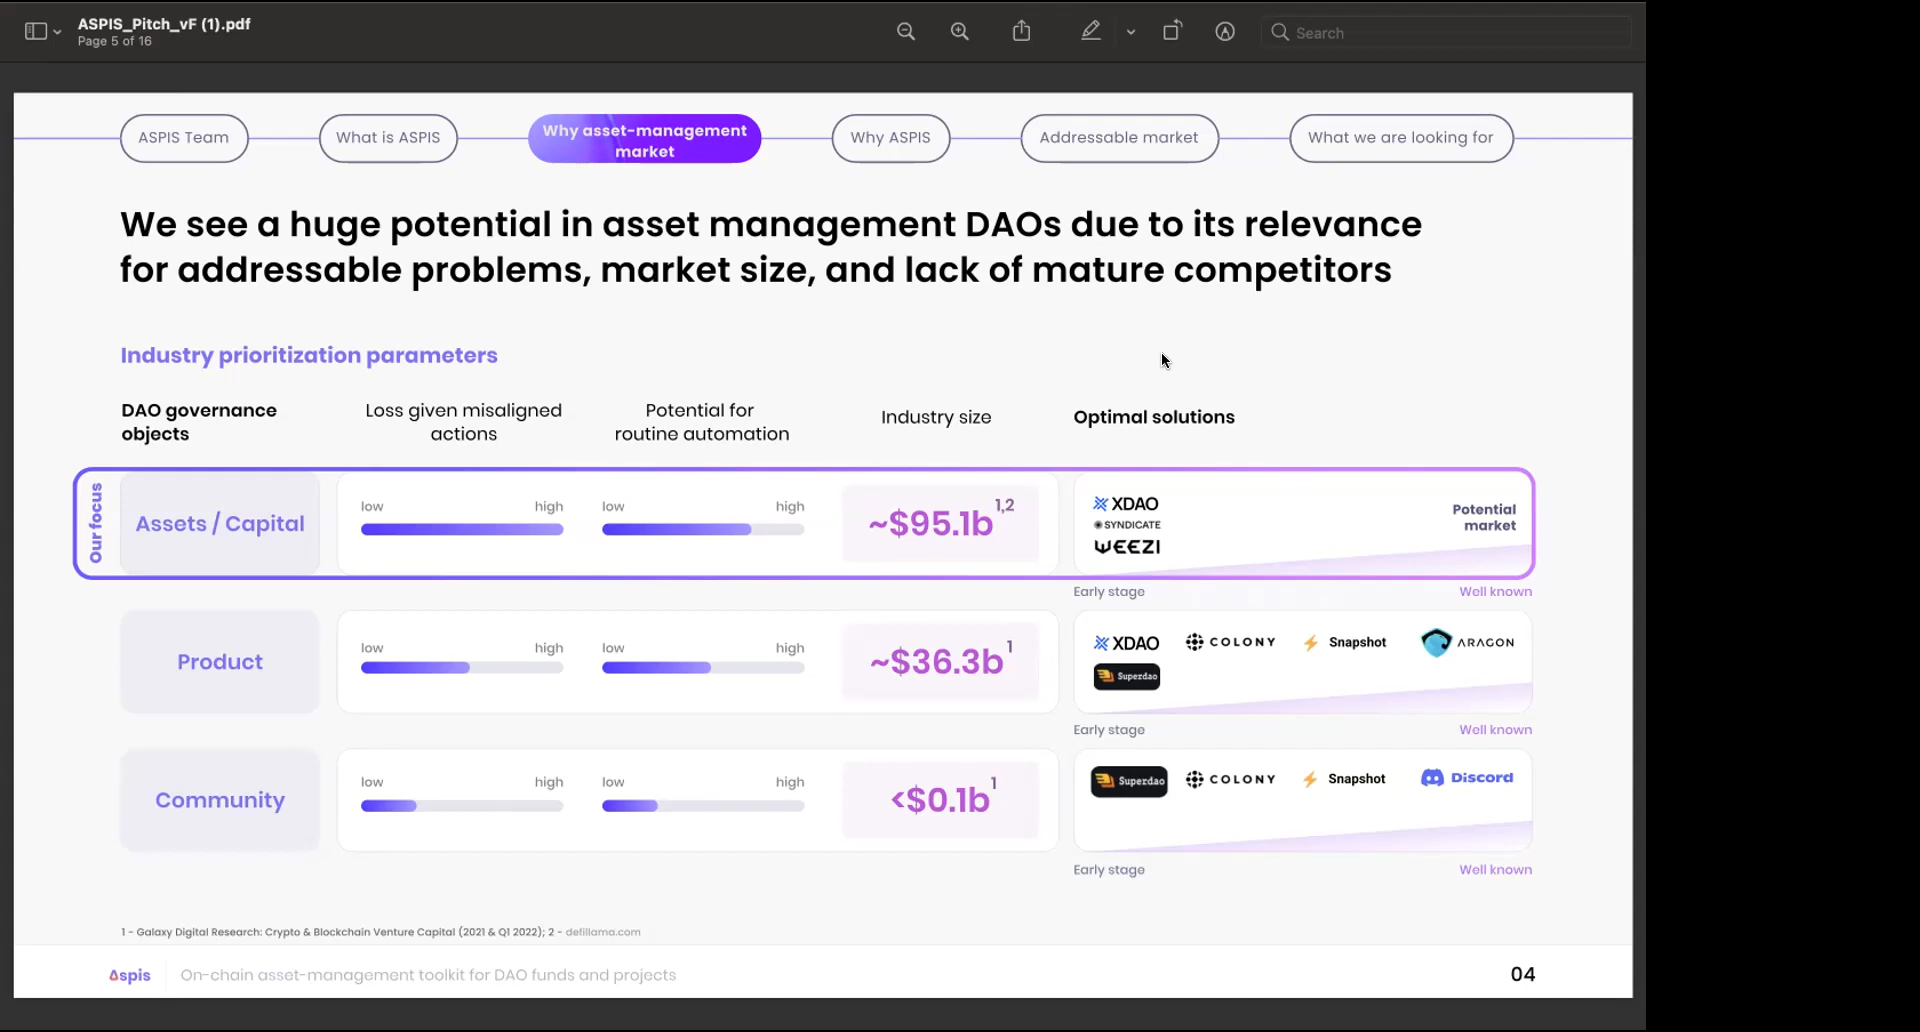 ASPIS_Pitch_vF (1).pdf
Page 5 of 16
Search
ASPIS Team
What is ASPIS
Why asset-management
market
Why ASPIS
Addressable market
What we are looking for
We see a huge potential in asset management DAOs due to its relevance
for addressable problems, market size, and lack of mature competitors
Industry prioritization parameters
DAO governance
objects
Loss given misaligned
actions
Potential for
routine automation
Industry size
Optimal solutions
Our focus
Assets / Capital
low high
low high
~$95.1b 1,2
XDAO
SYNDICATE
WEEZI
Potential
market
Early stage
Well known
Product
low high
low high
~$36.3b 1
XDAO
COLONY
Snapshot
ARAGON
Superdao
Early stage
Well known
Community
low high
low high
<$0.1b 1
Superdao
COLONY
Snapshot
Discord
Early stage
Well known
1 - Galaxy Digital Research: Crypto & Blockchain Venture Capital (2021 & Q1 2022); 2 - defillama.com
Aspis
On-chain asset-management toolkit for DAO funds and projects
04